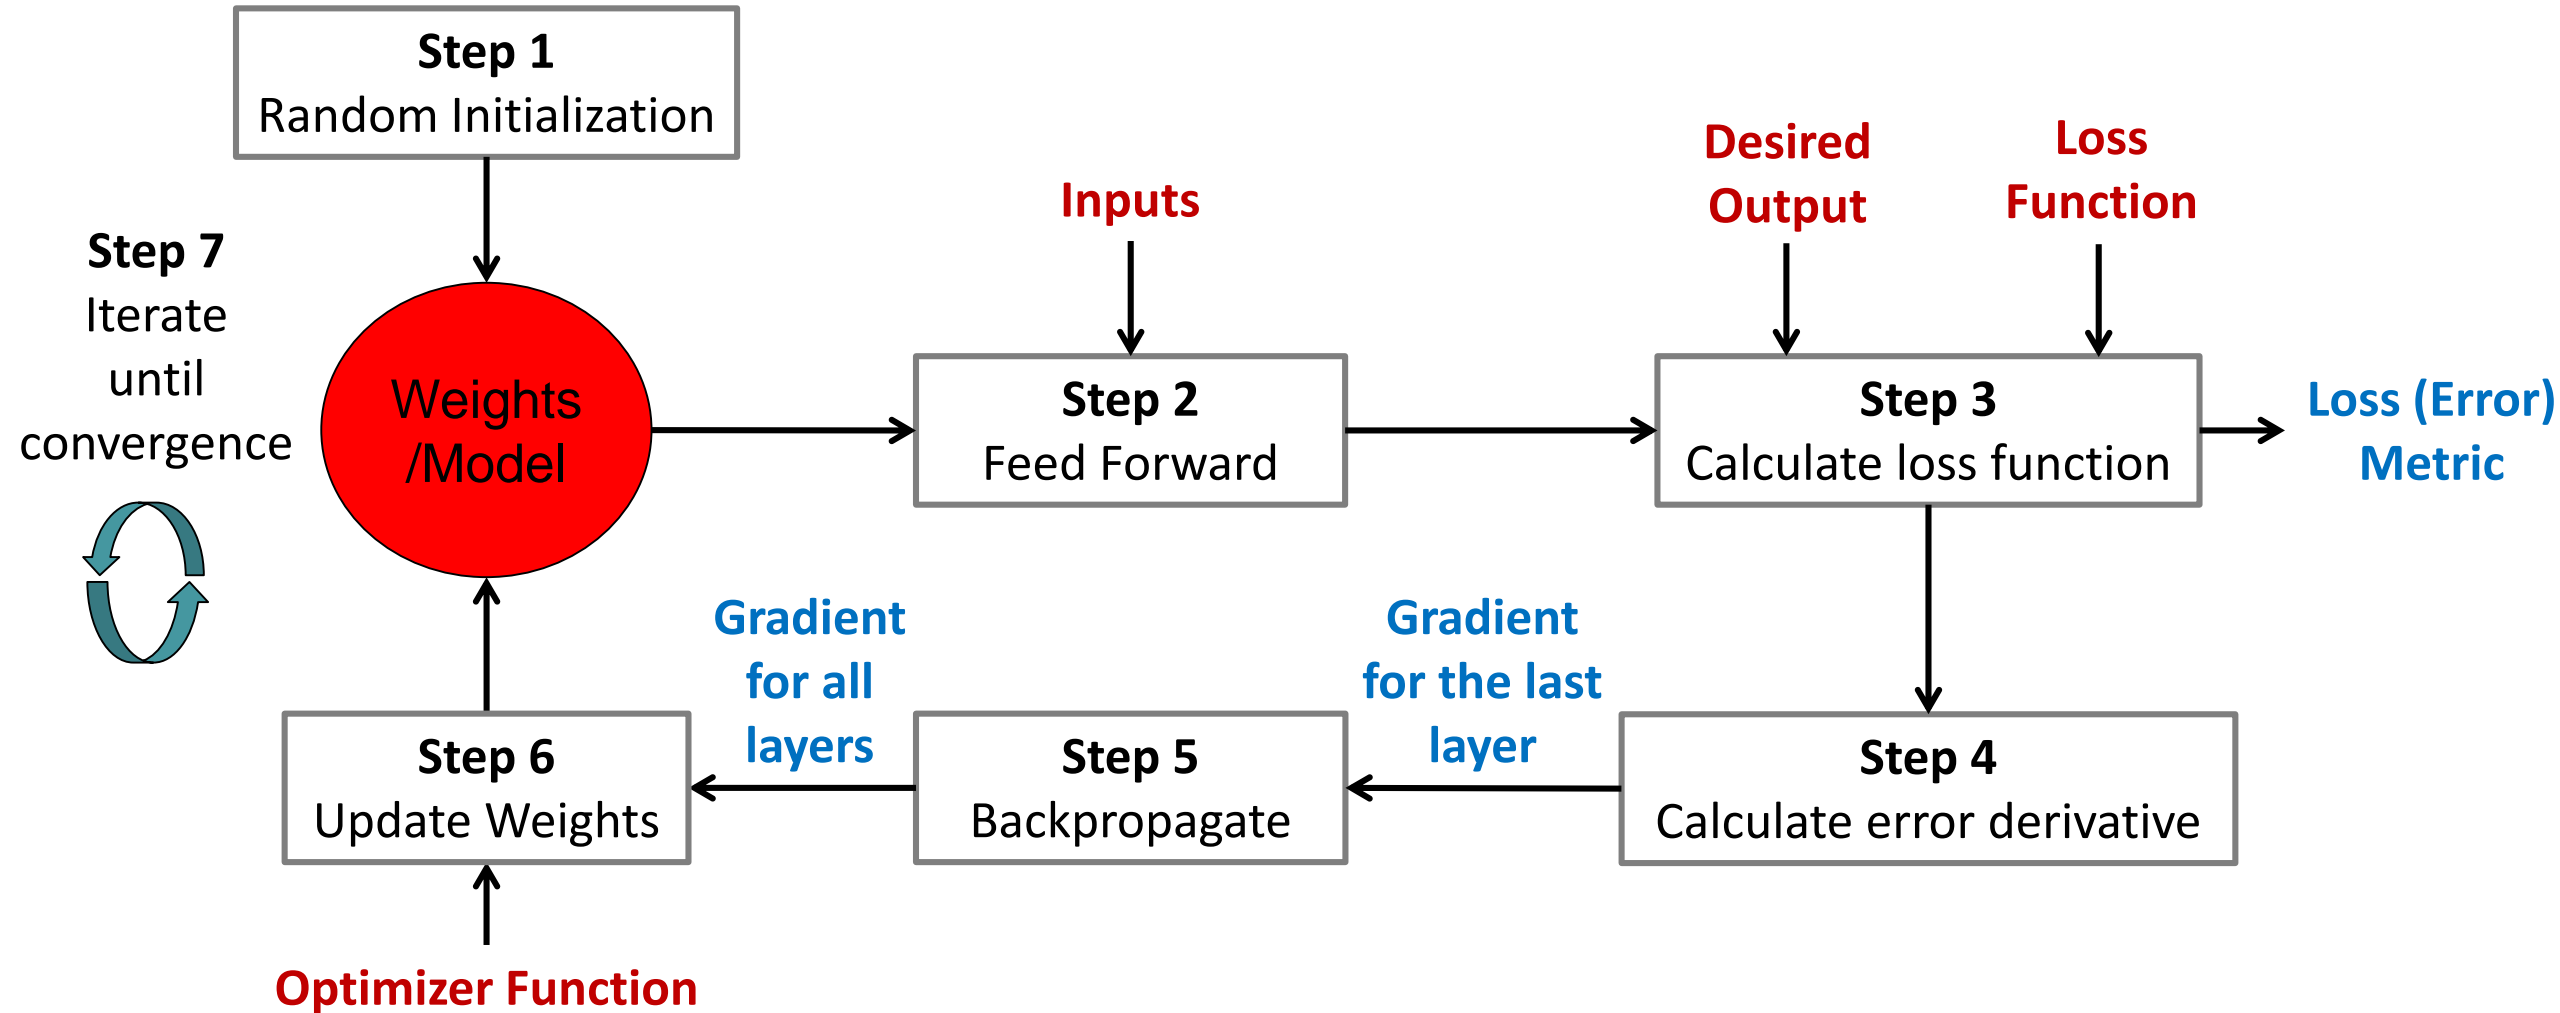 Step 1
Random Initialization
Step 7
Iterate
until
convergence
Weights
/Model
Inputs
Step 2
Feed Forward
Desired
Output
Loss
Function
Step 3
Calculate loss function
Loss (Error)
Metric
Step 4
Calculate error derivative
Gradient
for the last
layer
Step 5
Backpropagate
Gradient
for all
layers
Step 6
Update Weights
Optimizer Function